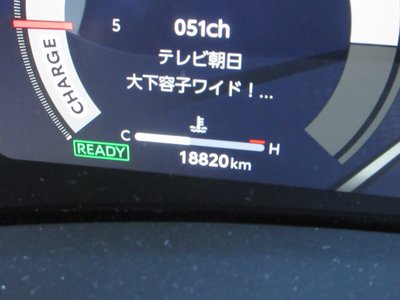 5 051ch
テレビ朝日
大下容子ワイド!...
CHARGE
C H
READY
18820km